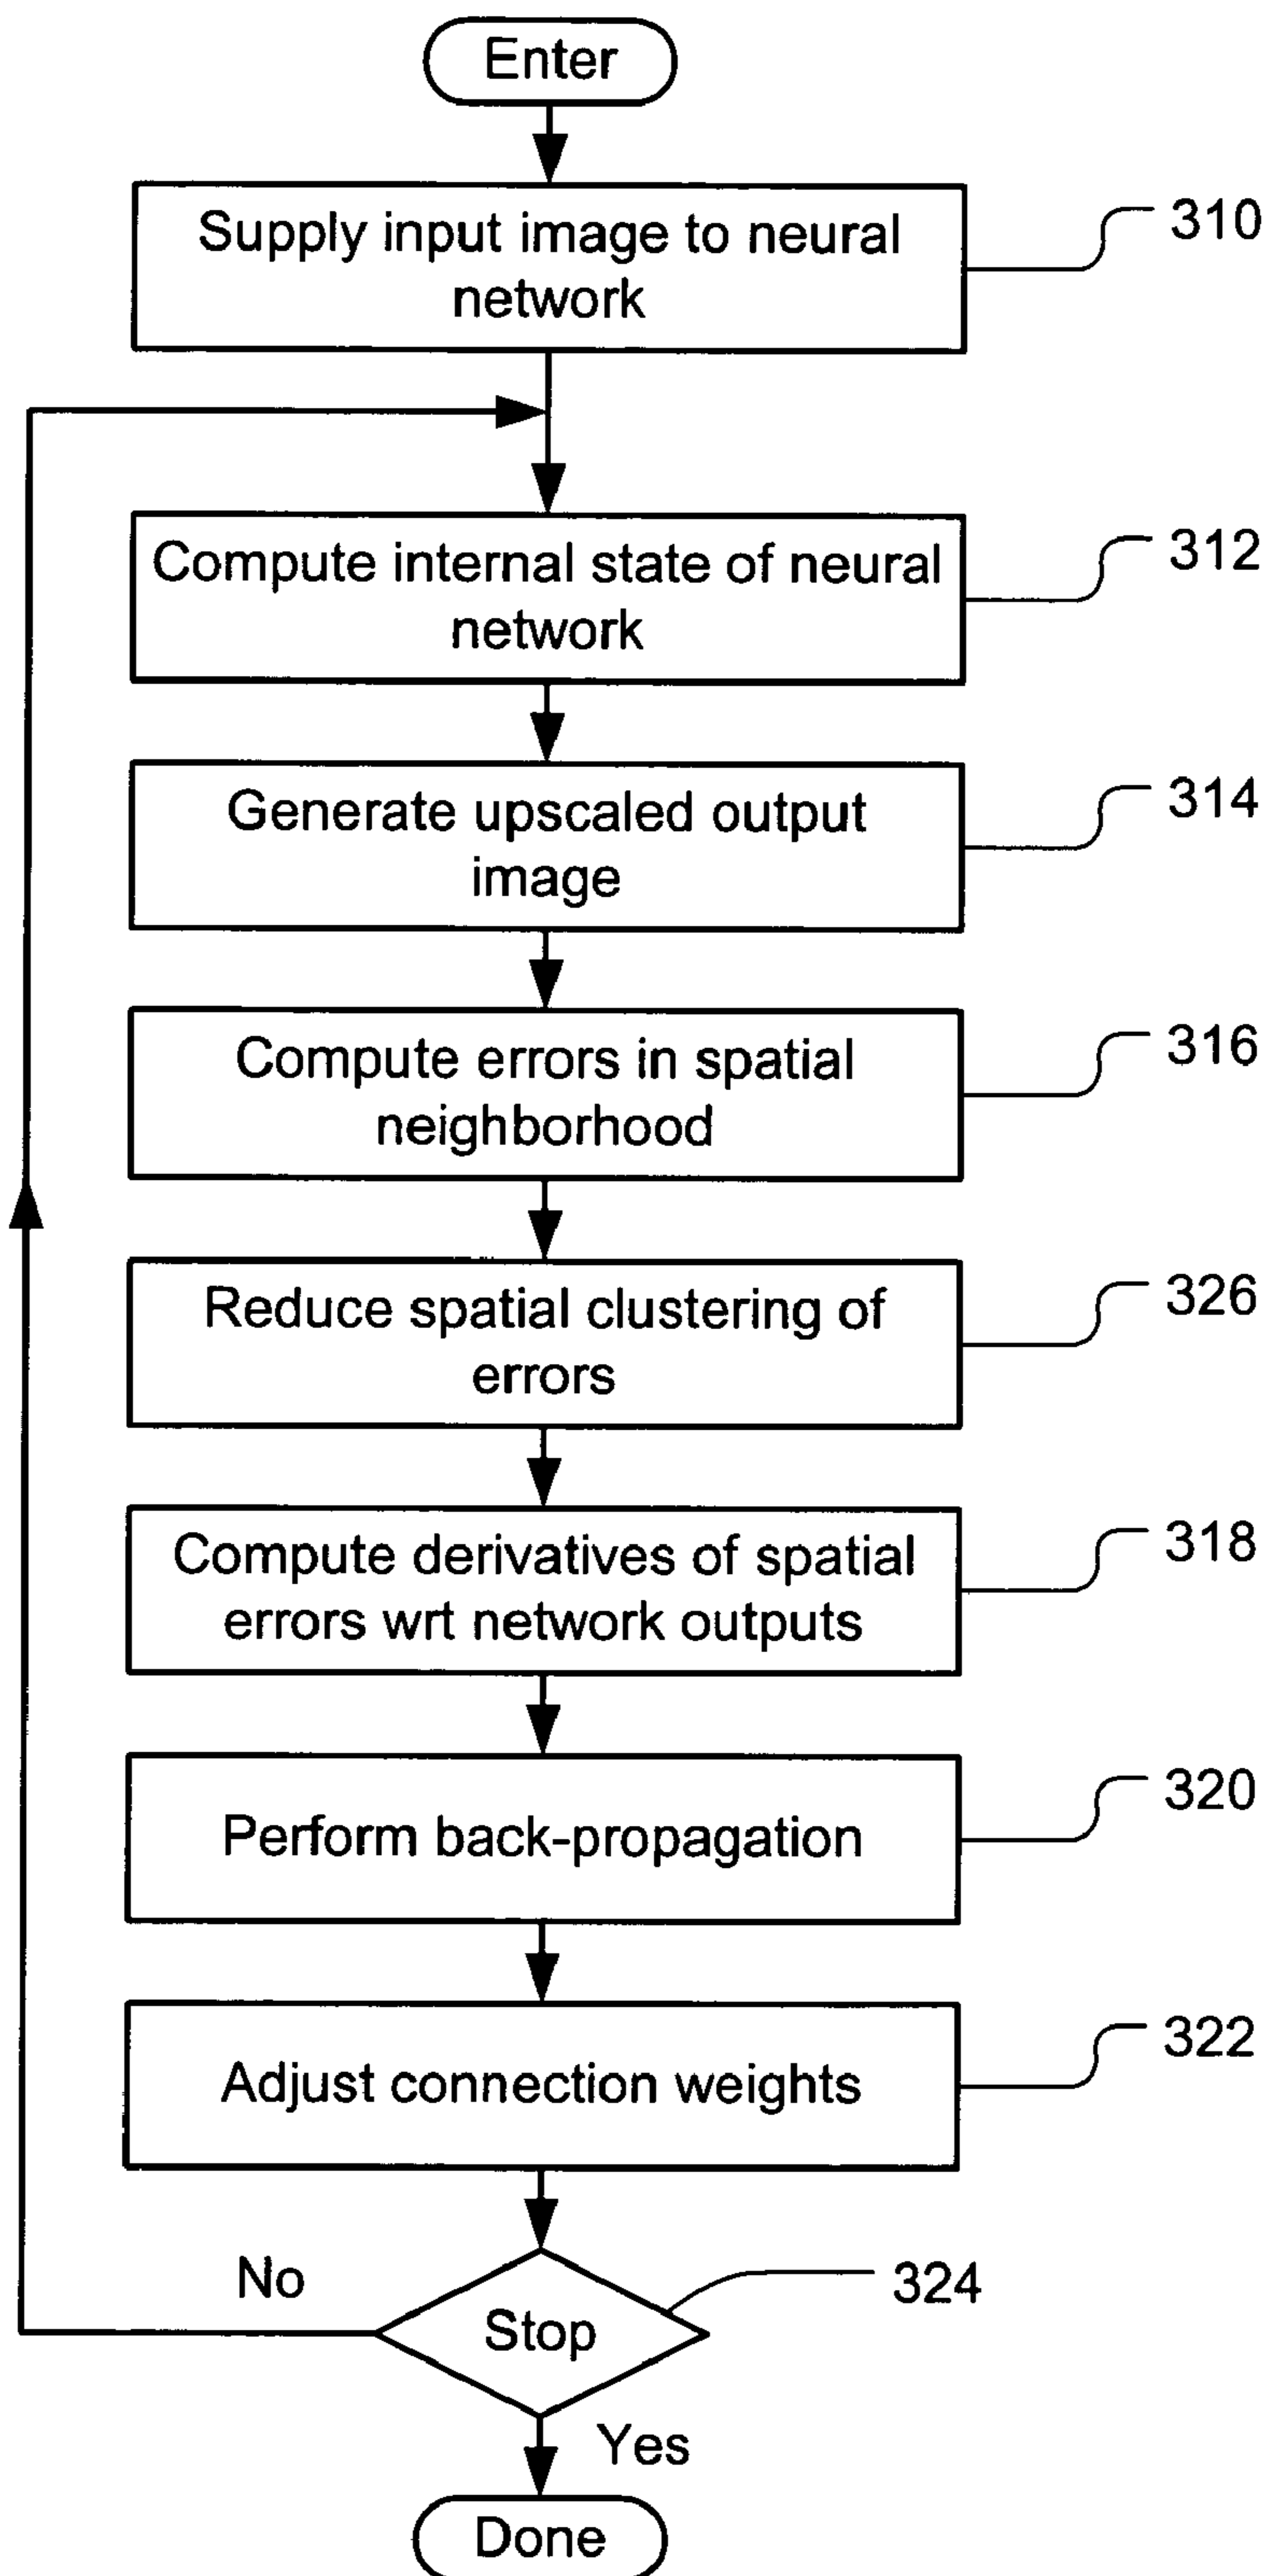 Enter
Supply input image to neural
network
310
Compute internal state of neural
network
312
Generate upscaled output
image
314
Compute errors in spatial
neighborhood
316
Reduce spatial clustering of
errors
326
Compute derivatives of spatial
errors wrt network outputs
318
Perform back-propagation
320
Adjust connection weights
322
No
Stop
324
Yes
Done